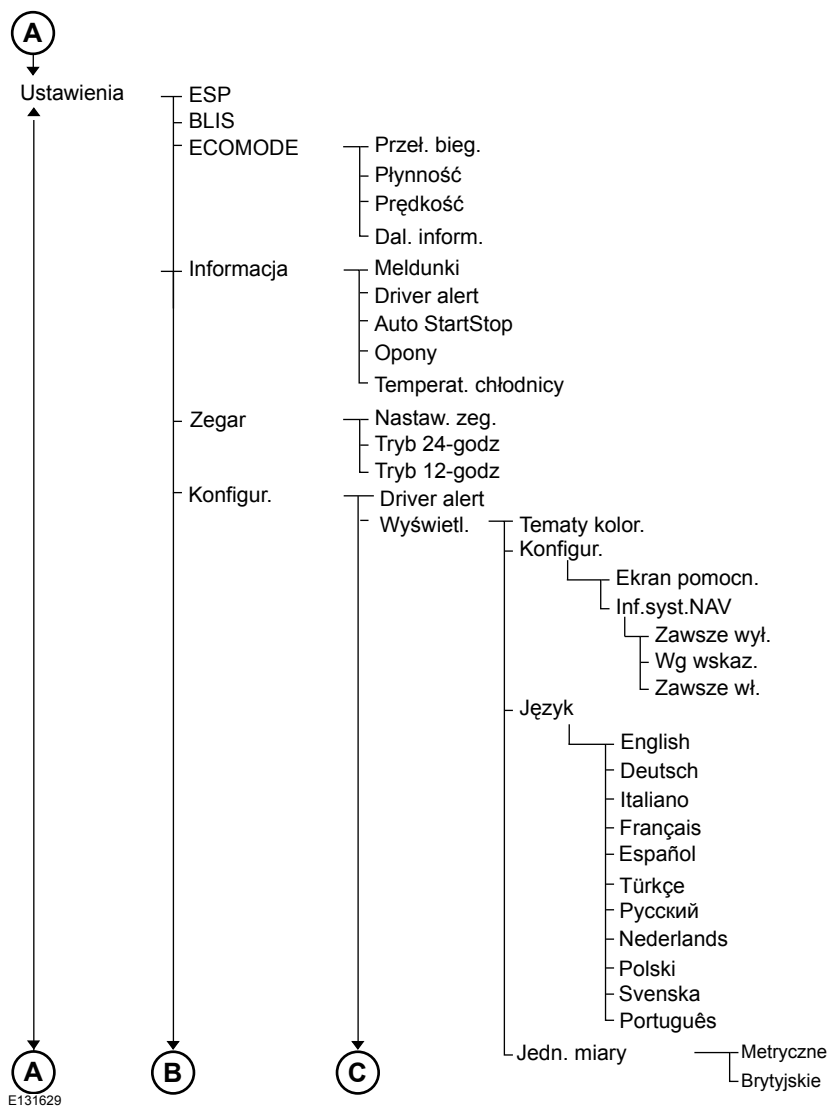 A
Ustawienia
ESP
BLIS
ECOMODE
Przeł. bieg.
Płynność
Prędkość
Dal. inform.
Informacja
Meldunki
Driver alert
Auto StartStop
Opony
Temperat. chłodnicy
Zegar
Nastaw. zeg.
Tryb 24-godz
Tryb 12-godz
Konfigur.
Driver alert
Wyświetl.
Tematy kolor.
Konfigur.
Ekran pomocn.
Inf.syst.NAV
Zawsze wył.
Wg wskaz.
Zawsze wł.
Język
English
Deutsch
Italiano
Français
Español
Türkçe
Русский
Nederlands
Polski
Svenska
Português
Jedn. miary
Metryczne
Brytyjskie
A
B
C
E131629